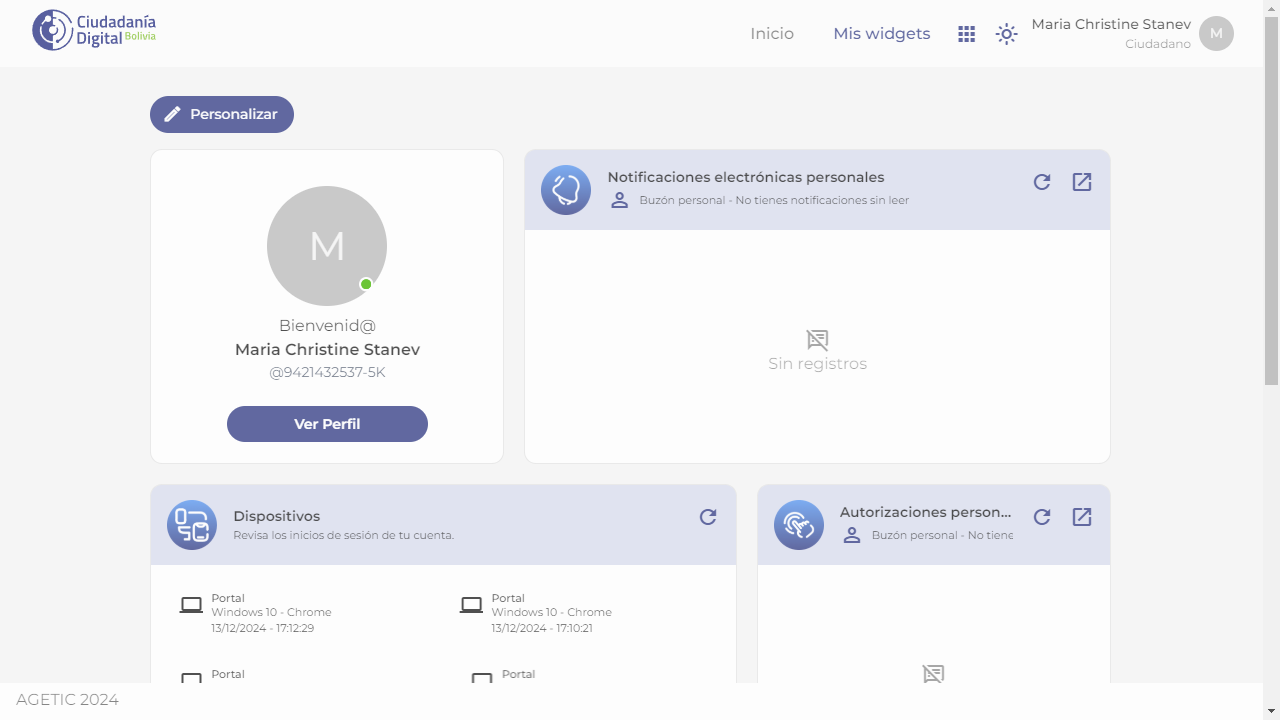 Ciudadanía
Digital Bolivia
Inicio
Mis widgets
Maria Christine Stanev
Ciudadano
M
Personalizar
M
Bienvenid@
Maria Christine Stanev
@9421432537-5K
Ver Perfil
Notificaciones electrónicas personales
Buzón personal - No tienes notificaciones sin leer
Sin registros
Dispositivos
Revisa los inicios de sesión de tu cuenta.
Portal
Windows 10 - Chrome
13/12/2024 - 17:12:29
Portal
Windows 10 - Chrome
13/12/2024 - 17:10:21
Portal
Portal
Autorizaciones person...
Buzón personal - No tiene
AGETIC 2024